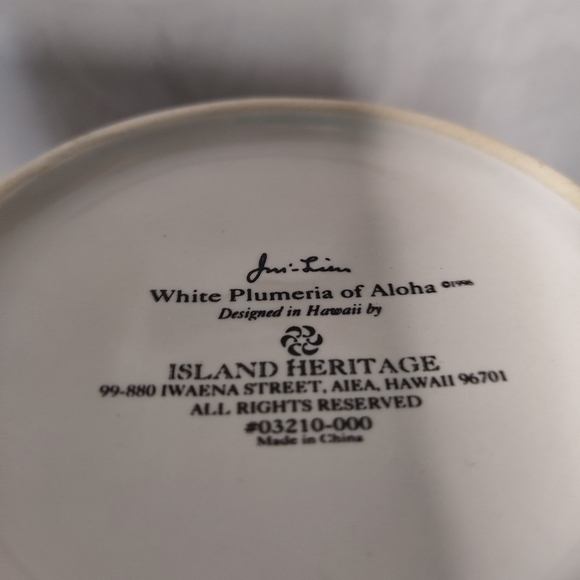 White Plumeria of Aloha ©1996
Designed in Hawaii by
ISLAND HERITAGE
99-880 IWAENA STREET, AIEA, HAWAII 96701
ALL RIGHTS RESERVED
#03210-000
Made in China